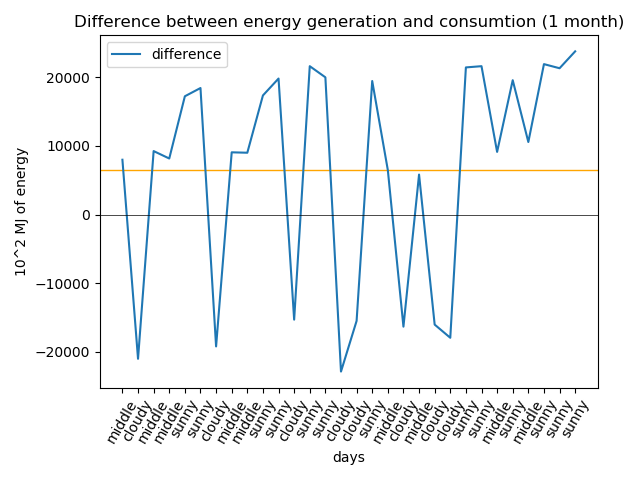 Difference between energy generation and consumtion (1 month)
difference
20000
10000
0
−10000
−20000
10^2 MJ of energy
middle
cloudy
middle
middle
sunny
sunny
cloudy
middle
middle
sunny
sunny
cloudy
sunny
sunny
cloudy
cloudy
sunny
middle
cloudy
middle
cloudy
cloudy
sunny
sunny
middle
sunny
middle
sunny
sunny
sunny
days